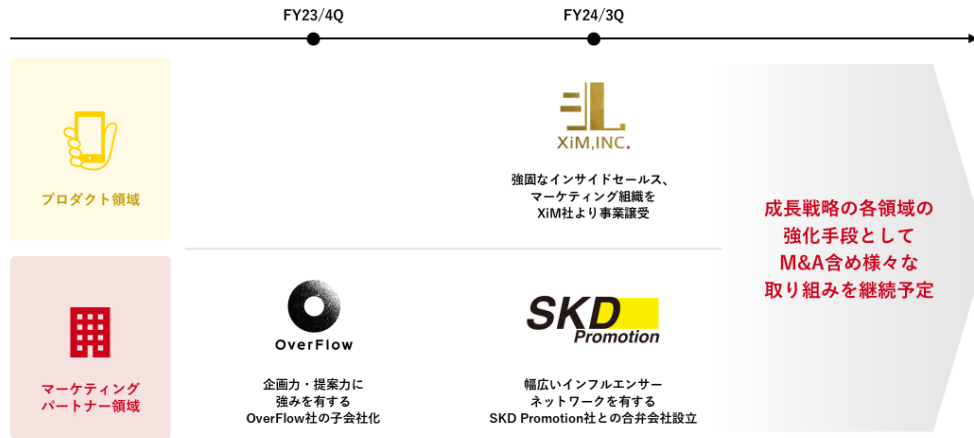 FY23/4Q
FY24/3Q
プロダクト領域
XiM,INC.
強固なインサイドセールス、
マーケティング組織を
XiM社より事業譲受
マーケティング
パートナー領域
OverFlow
企画力・提案力に
強みを有する
OverFlow社の子会社化
SKD
Promotion
幅広いインフルエンサー
ネットワークを有する
SKD Promotion社との合弁会社設立
成長戦略の各領域の
強化手段として
M&A含め様々な
取り組みを継続予定